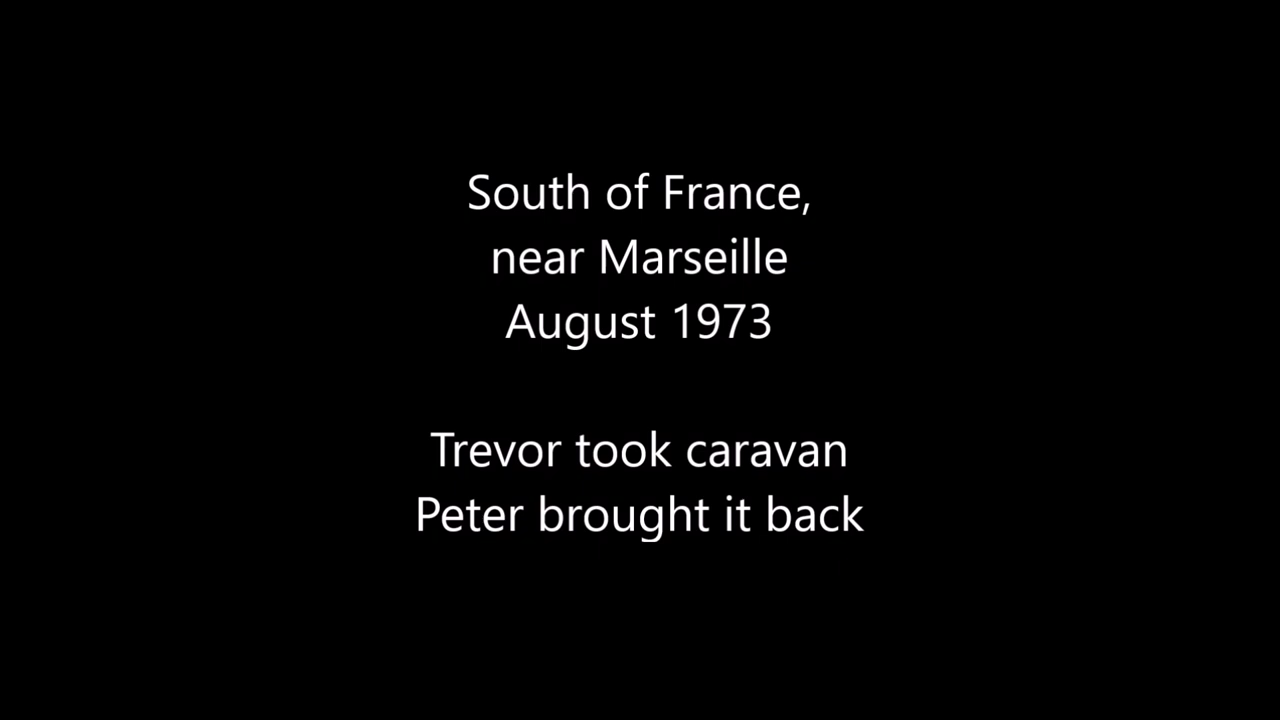 South of France,
near Marseille
August 1973
Trevor took caravan
Peter brought it back